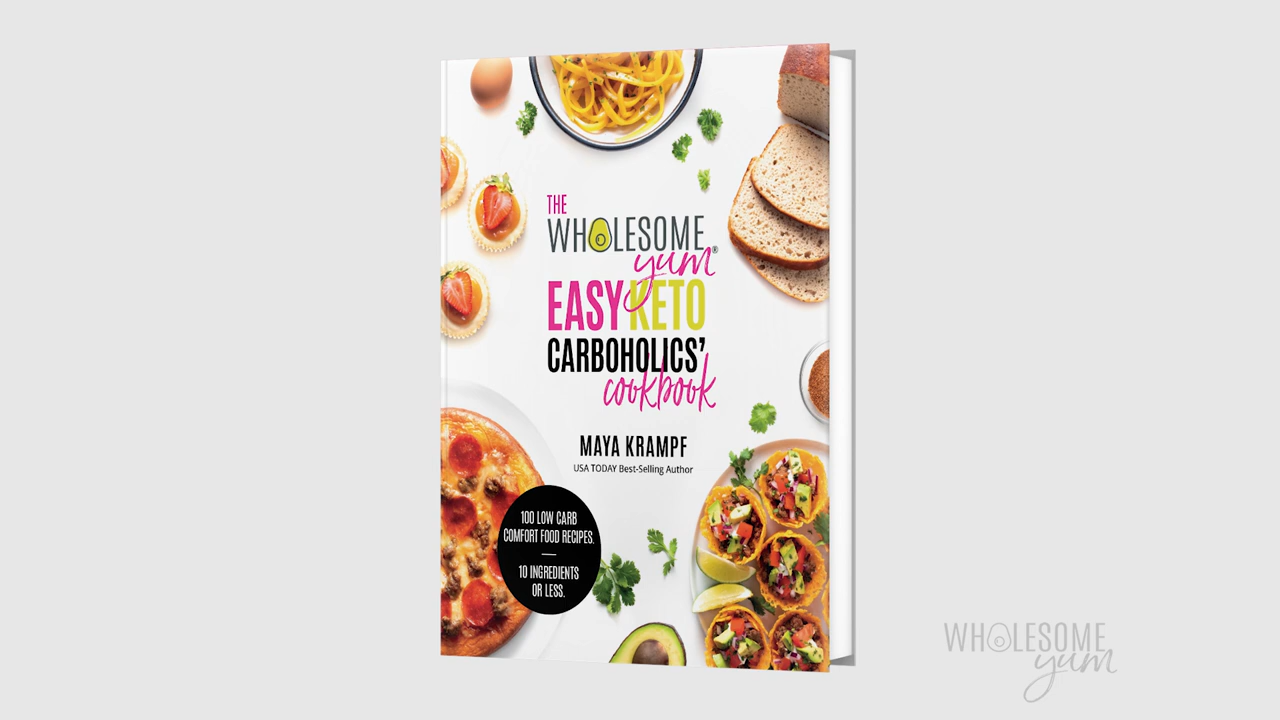 THE
WHOLESOME
yum®
EASY KETO
CARBOHOLICS'
cookbook
MAYA KRAMPF
USA TODAY Best-Selling Author
100 LOW CARB
COMFORT FOOD RECIPES.
10 INGREDIENTS
OR LESS.
WHOLESOME
yum